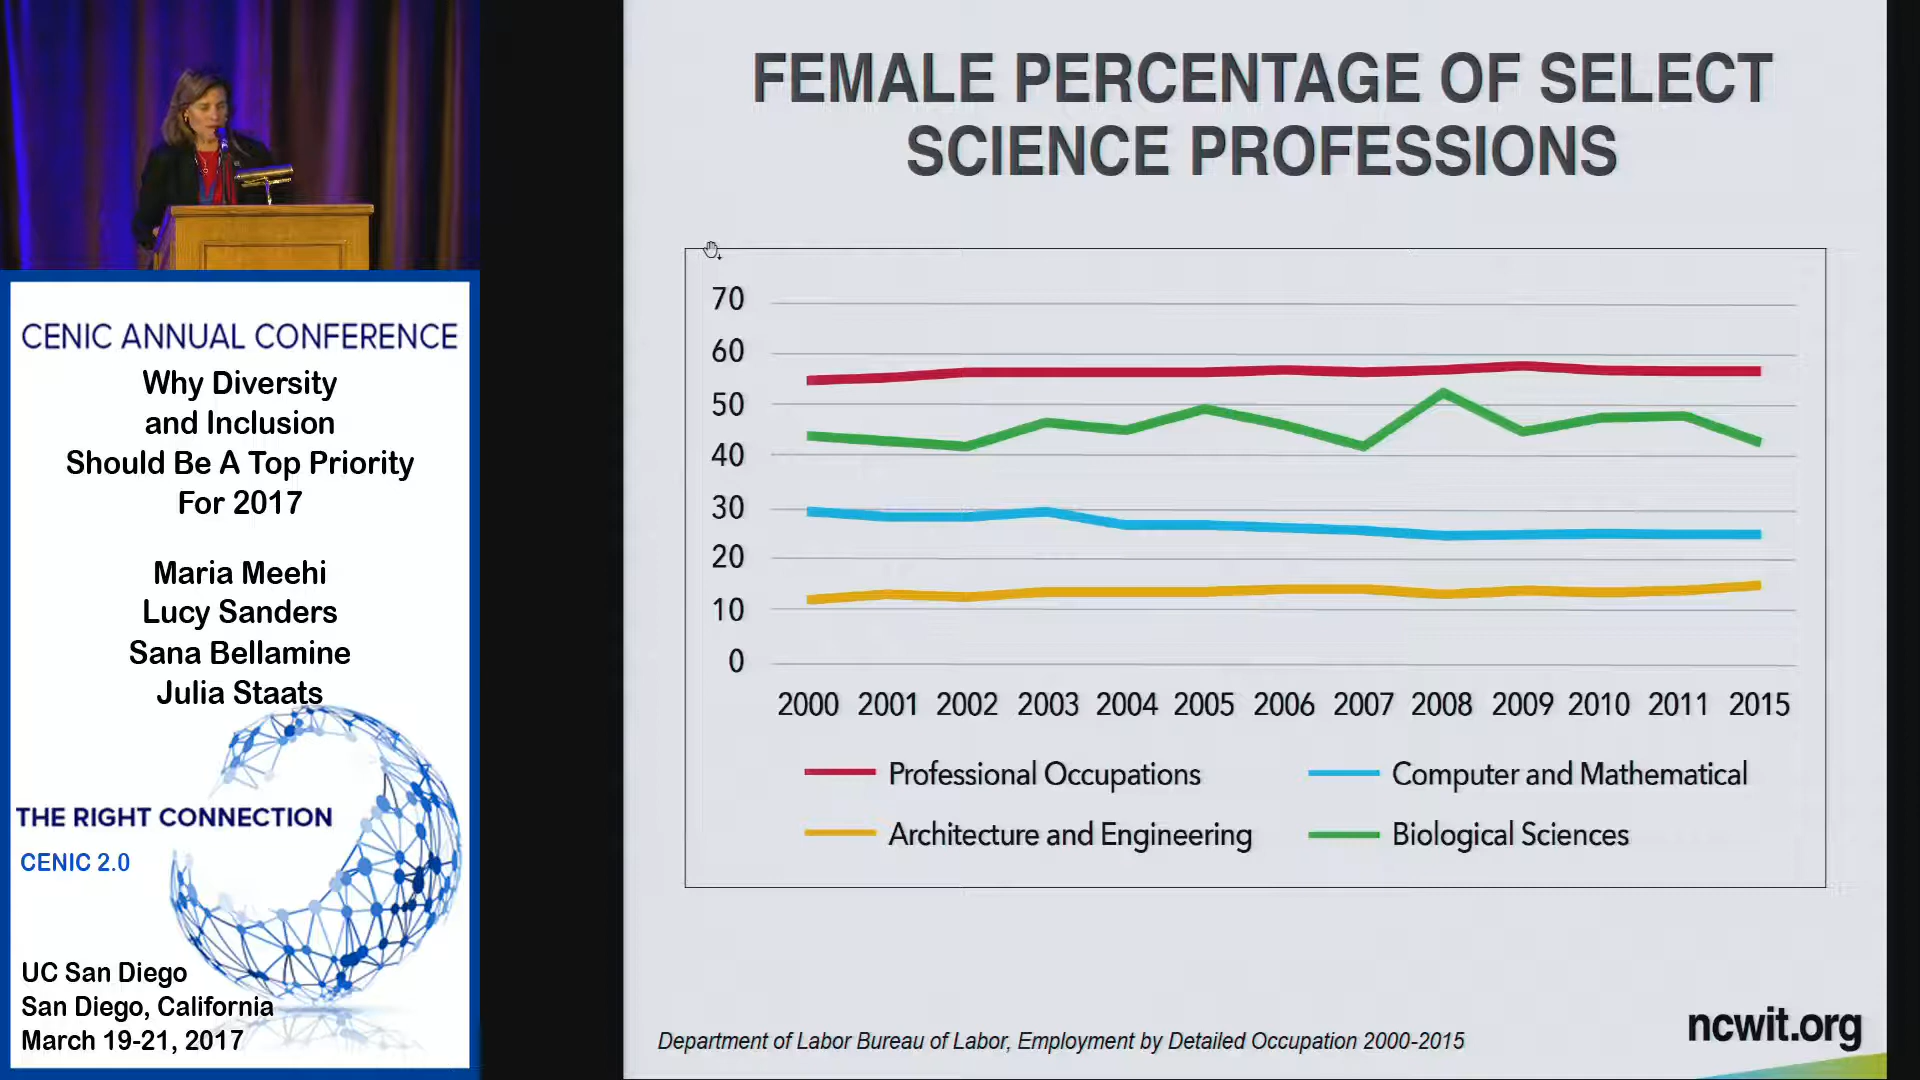 CENIC ANNUAL CONFERENCE
Why Diversity
and Inclusion
Should Be A Top Priority
For 2017
Maria Meehi
Lucy Sanders
Sana Bellamine
Julia Staats
THE RIGHT CONNECTION
CENIC 2.0
UC San Diego
San Diego, California
March 19-21, 2017
FEMALE PERCENTAGE OF SELECT
SCIENCE PROFESSIONS
70
60
50
40
30
20
10
0
2000 2001 2002 2003 2004 2005 2006 2007 2008 2009 2010 2011 2015
Professional Occupations
Computer and Mathematical
Architecture and Engineering
Biological Sciences
Department of Labor Bureau of Labor, Employment by Detailed Occupation 2000-2015
ncwit.org